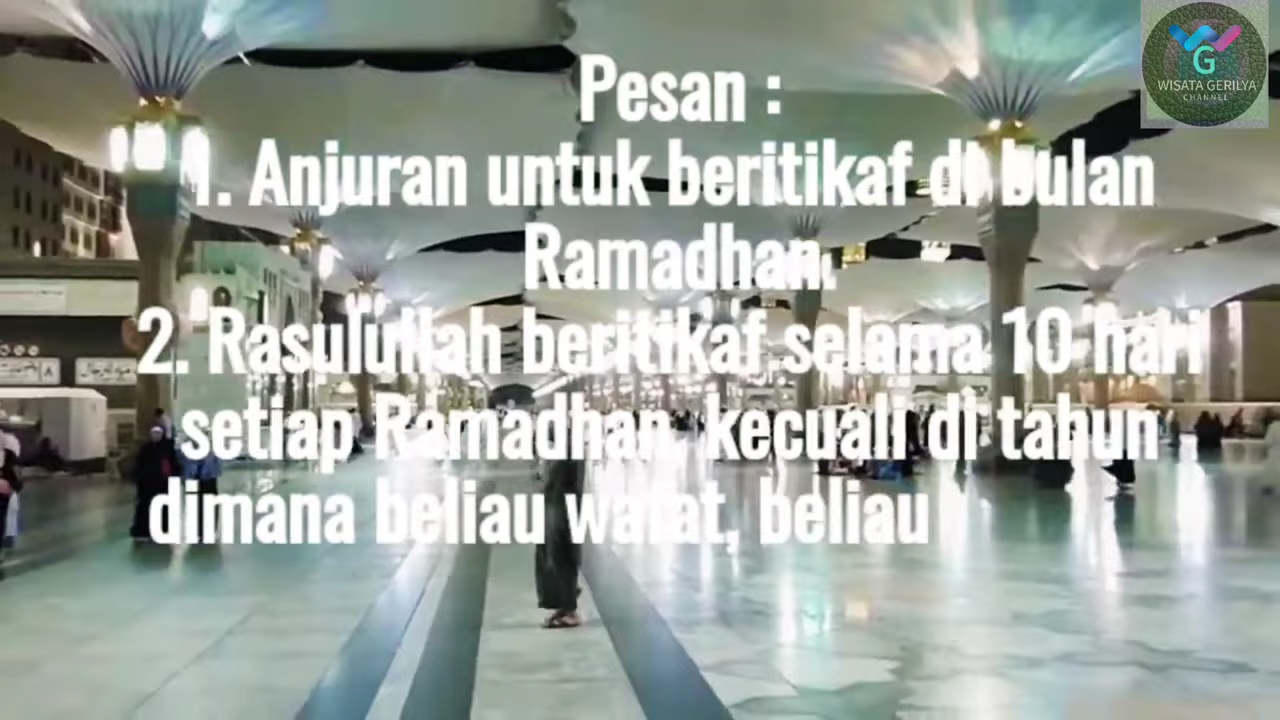 WISATA GERILYA
CHANNEL
Pesan :
1. Anjuran untuk beritikaf di bulan
Ramadhan.
2. Rasulullah beritikaf selama 10 hari
setiap Ramadhan, kecuali di tahun
dimana beliau wafat, beliau